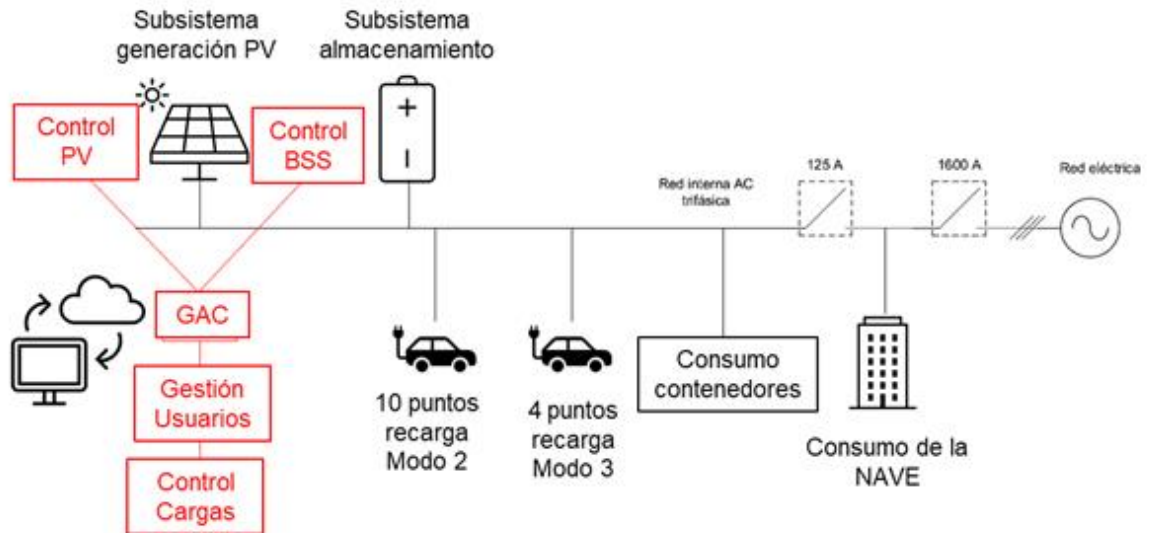 Subsistema
generación PV
Subsistema
almacenamiento
Control
PV
Control
BSS
+
125 A
1600 A
Red interna AC
trifásica
Red eléctrica
GAC
Gestión
Usuarios
Control
Cargas
10 puntos
recarga
Modo 2
4 puntos
recarga
Modo 3
Consumo
contenedores
Consumo de la
NAVE